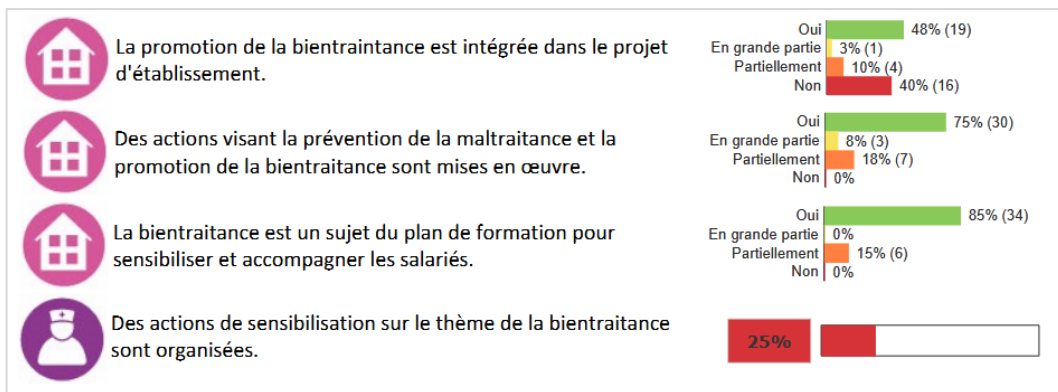 La promotion de la bientraintance est intégrée dans le projet
d'établissement.
Oui 48% (19)
En grande partie 3% (1)
Partiellement 10% (4)
Non 40% (16)
Des actions visant la prévention de la maltraitance et la
promotion de la bientraitance sont mises en œuvre.
Oui 75% (30)
En grande partie 8% (3)
Partiellement 18% (7)
Non 0%
La bientraitance est un sujet du plan de formation pour
sensibiliser et accompagner les salariés.
Oui 85% (34)
En grande partie 0%
Partiellement 15% (6)
Non 0%
Des actions de sensibilisation sur le thème de la bientraitance
sont organisées.
25%